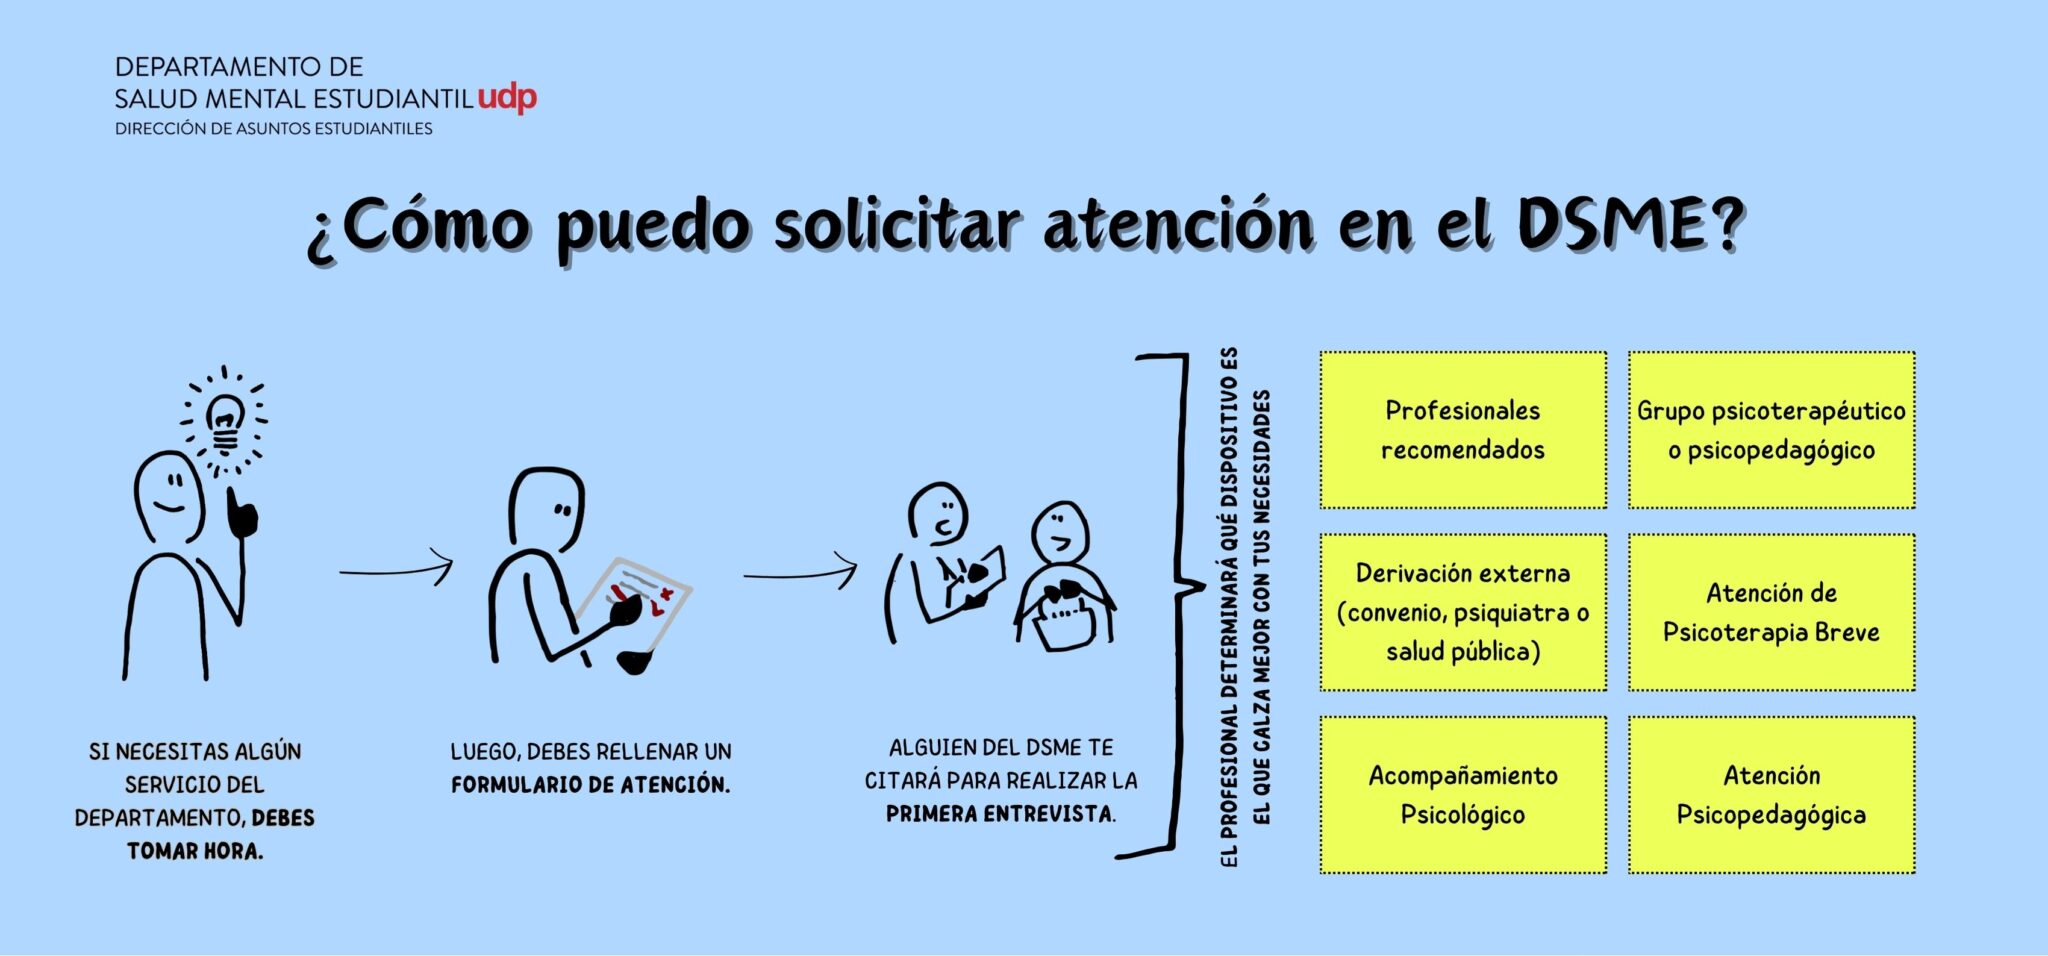 DEPARTAMENTO DE
SALUD MENTAL ESTUDIANTIL udp
DIRECCIÓN DE ASUNTOS ESTUDIANTILES
¿Cómo puedo solicitar atención en el DSME?
SI NECESITAS ALGÚN
SERVICIO DEL
DEPARTAMENTO, DEBES
TOMAR HORA.
LUEGO, DEBES RELLENAR UN
FORMULARIO DE ATENCIÓN.
ALGUIEN DEL DSME TE
CITARÁ PARA REALIZAR LA
PRIMERA ENTREVISTA.
EL PROFESIONAL DETERMINARÁ QUÉ DISPOSITIVO ES
EL QUE CALZA MEJOR CON TUS NECESIDADES
Profesionales
recomendados
Grupo psicoterapéutico
o psicopedagógico
Derivación externa
(convenio, psiquiatra o
salud pública)
Atención de
Psicoterapia Breve
Acompañamiento
Psicológico
Atención
Psicopedagógica